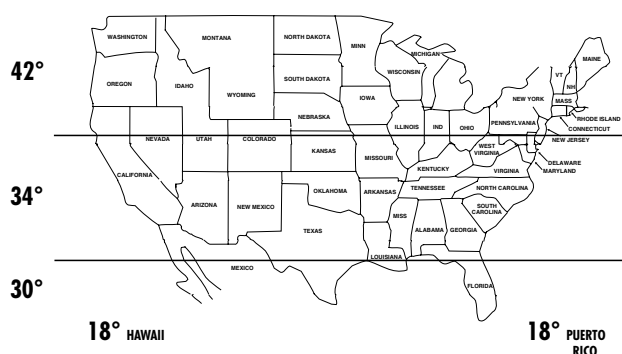 WASHINGTON
MONTANA
NORTH DAKOTA
MINN
MICHIGAN
MAINE
VT
NH
42°
OREGON
IDAHO
WYOMING
SOUTH DAKOTA
WISCONSIN
NEW YORK
MASS
RHODE ISLAND
CONNECTICUT
NEBRASKA
IOWA
ILLINOIS
IND
OHIO
PENNSYLVANIA
NEW JERSEY
NEVADA
UTAH
COLORADO
KANSAS
MISSOURI
WEST
VIRGINIA
DELAWARE
MARYLAND
CALIFORNIA
KENTUCKY
VIRGINIA
34°
ARIZONA
NEW MEXICO
OKLAHOMA
ARKANSAS
TENNESSEE
NORTH CAROLINA
SOUTH
CAROLINA
TEXAS
MISS
ALABAMA
GEORGIA
LOUISIANA
MEXICO
30°
FLORIDA
18° HAWAII
18° PUERTO
RICO